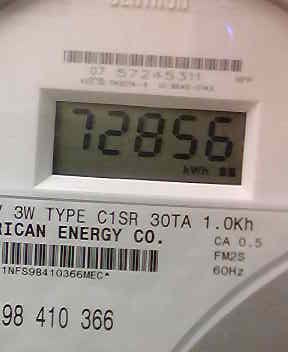 07 57245311
72856
kWh
V 3W TYPE C1SR 30TA 1.0Kh
RICAN ENERGY CO.
CA 0.5
FM2S
60Hz
1NFS98410366MEC*
98 410 366